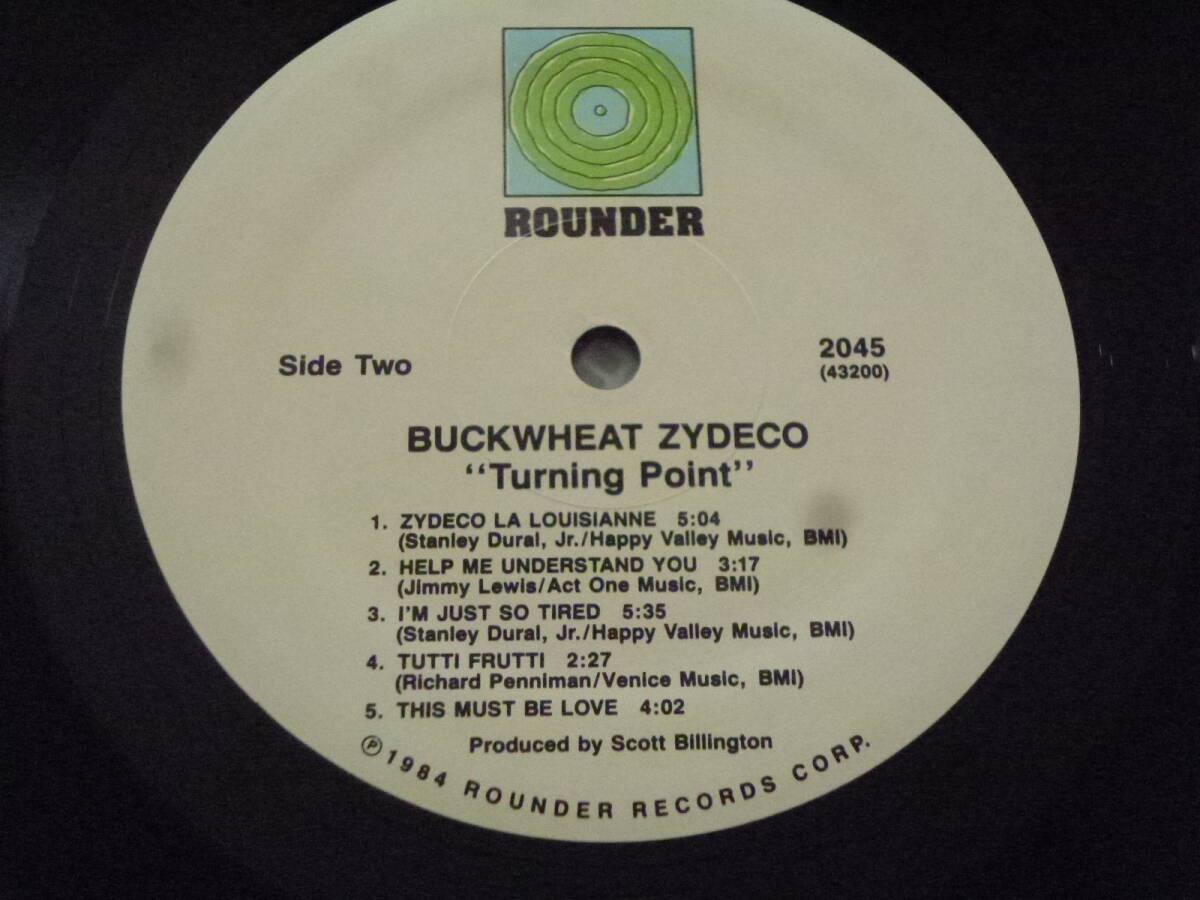 ROUNDER
Side Two
2045
(43200)
BUCKWHEAT ZYDECO
“Turning Point”
1. ZYDECO LA LOUISIANNE 5:04
(Stanley Dural, Jr./Happy Valley Music, BMI)
2. HELP ME UNDERSTAND YOU 3:17
(Jimmy Lewis/Act One Music, BMI)
3. I'M JUST SO TIRED 5:35
(Stanley Dural, Jr./Happy Valley Music, BMI)
4. TUTTI FRUTTI 2:27
(Richard Penniman/Venice Music, BMI)
5. THIS MUST BE LOVE 4:02
Produced by Scott Billington
℗ 1984 ROUNDER RECORDS CORP.